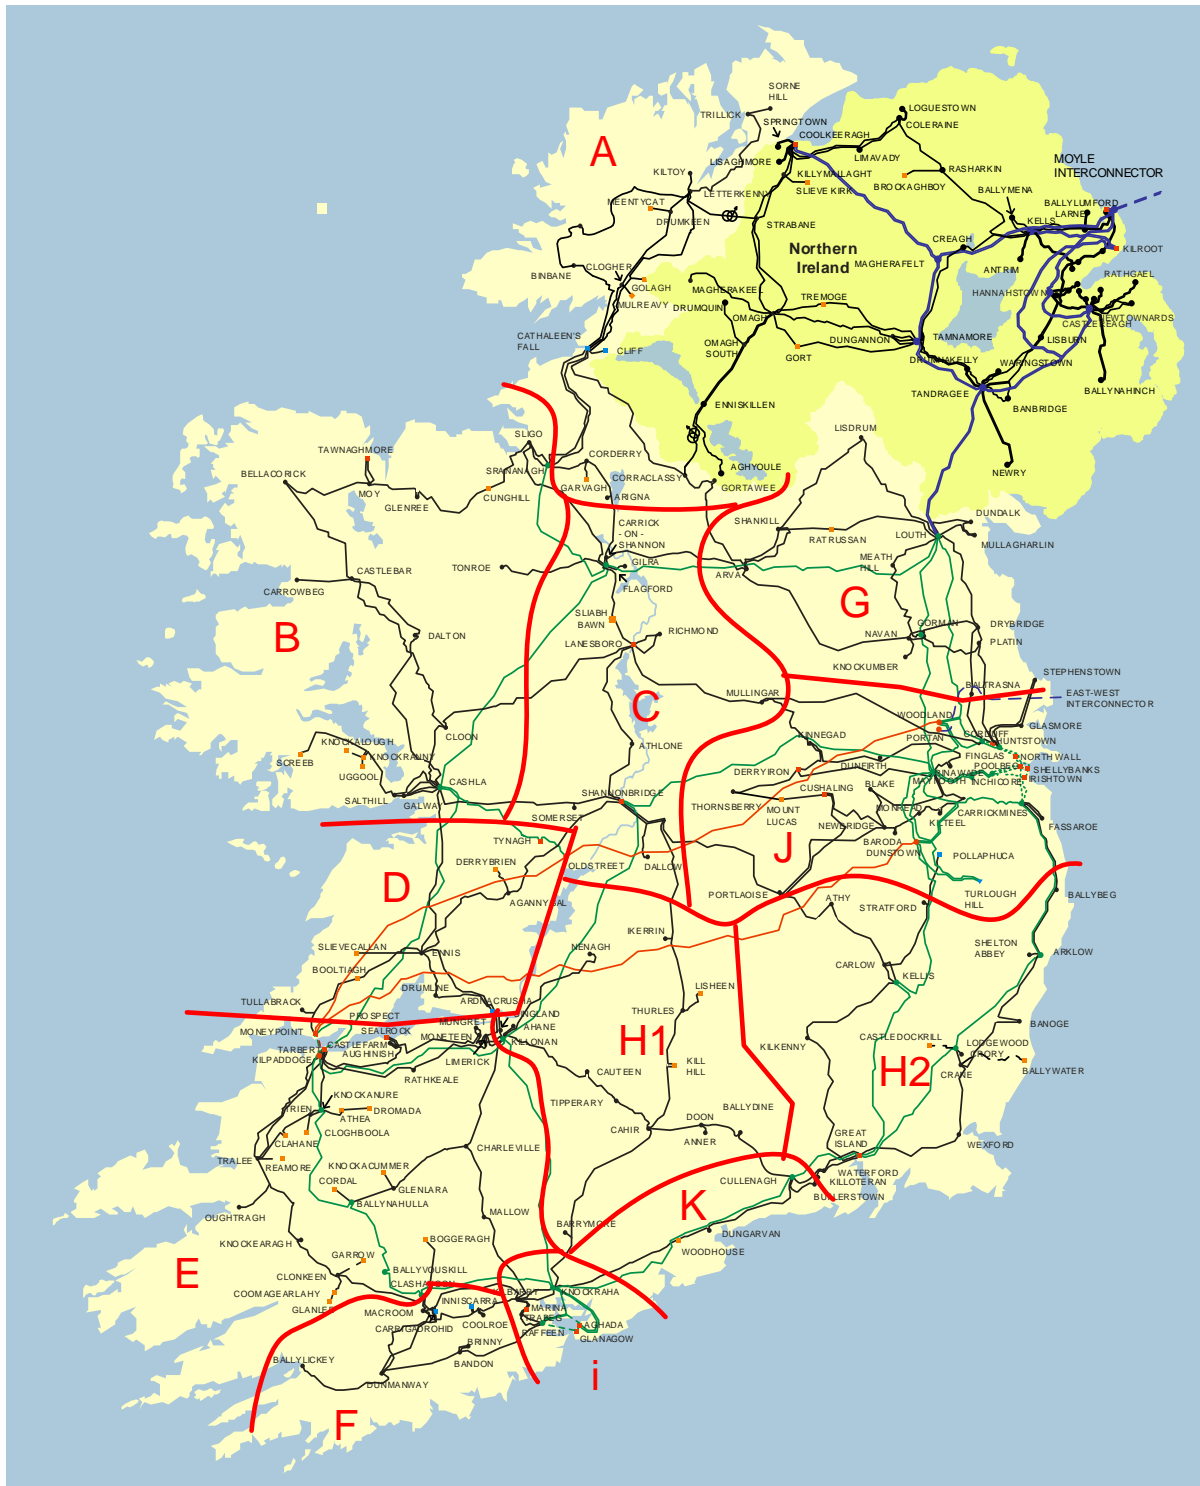 SORNE
HILL
TRILLICK
SPRINGTOWN
LOGUESTOWN
COLERAINE
COOLKEERAGH
A
LISAGHMORE
LIMAVADY
MOYLE
INTERCONNECTOR
KILTOY
KILLYMALLAGHT
SLIEVE KIRK
BROCKAGHBOY
RASHARKIN
BALLYMENA
LETTERKENNY
MEENTYCAT
DRUMKEEN
STRABANE
BALLYLUMFORD
LARNE
KELLS
Northern
Ireland
CREAGH
MAGHERAFELT
KILROOT
ANTRIM
BINBANE
CLOGHER
GOLAGH
MULREAVY
MAGHERAKEEL
DRUMQUIN
TREMOGE
OMAGH
HANNAHSTOWN
RATHGAEL
NEWTOWNARDS
CASTLEREAGH
CATHALEEN'S
FALL
CLIFF
OMAGH
SOUTH
GORT
DUNGANNON
TAMNAMORE
LISBURN
DRUMNAKELLY
WARINGSTOWN
TANDRAGEE
BALLYNAHINCH
BANBRIDGE
ENNISKILLEN
SLIGO
LISDRUM
TAWNAGHMORE
CORDERRY
SRANANAGH
BELLACORICK
CORRACLASSY
AGHYOULE
NEWRY
MOY
CUNGHILL
GARVAGH
ARIGNA
GORTAWEE
GLENREE
CARRICK
- ON -
SHANNON
SHANKILL
RATRUSSAN
LOUTH
DUNDALK
MULLAGHARLIN
MEATH
HILL
TONROE
GILRA
ARVA
CASTLEBAR
CARROWBEG
FLAGFORD
G
SLIABH
BAWN
DALTON
B
RICHMOND
LANESBORO
GORMAN
NAVAN
DRYBRIDGE
PLATIN
KNOCKUMBER
STEPHENSTOWN
BALTRASNA
EAST-WEST
INTERCONNECTOR
MULLINGAR
C
WOODLAND
GLASMORE
CLOON
KNOCKALOUGH
KNOCKRANNY
SCREEB
UGGOOL
ATHLONE
KINNEGAD
PORTAN
CORDUFF
HUNTSTOWN
FINGLAS
NORTH WALL
DUNFIRTH
DERRYIRON
POOLBEG
SHELLYBANKS
INCHICORE
IRISHTOWN
MAYNOOTH
CASHLA
SALTHILL
GALWAY
SHANNONBRIDGE
CUSHALING
BLAKE
THORNSBERRY
MOUNT
LUCAS
MONREAD
CARRICKMINES
KILTEEL
FASSAROE
SOMERSET
NEWBRIDGE
TYNAGH
J
BARODA
DUNSTOWN
DERRYBRIEN
OLDSTREET
DALLOW
POLLAPHUCA
D
AGANNYGAL
PORTLAOISE
ATHY
STRATFORD
TURLOUGH
HILL
BALLYBEG
IKERRIN
SLIEVECALLAN
NENAGH
ENNIS
BOOLTIAGH
SHELTON
ABBEY
ARKLOW
CARLOW
KELLIS
DRUMLINE
LISHEEN
TULLABRACK
ARDNACRUSHA
THURLES
PROSPECT
SINGLAND
MONEYPOINT
MUNGRET
AHANE
BANOGE
SEALROCK
MONETEEN
KILLONAN
TARBERT
CASTLEFARM
KILPADDOGE
AUGHINISH
LIMERICK
H1
KILKENNY
CASTLEDOCKRILL
LODGEWOOD
CRORY
KILL
HILL
RATHKEALE
CAUTEEN
H2
CRANE
BALLYWATER
KNOCKANURE
TRIEN
DROMADA
ATHEA
TIPPERARY
BALLYDINE
DOON
CLOGHBOOLA
CLAHANE
CAHIR
ANNER
GREAT
ISLAND
WEXFORD
CHARLEVILLE
TRALEE
REAMORE
KNOCKACUMMER
CORDAL
CULLENAGH
WATERFORD
KILLOTERAN
BUTLERSTOWN
GLENLARA
BALLYNAHULLA
OUGHTRAGH
MALLOW
K
BARRYMORE
DUNGARVAN
KNOCKEARAGH
BOGGERAGH
WOODHOUSE
GARROW
E
CLONKEEN
BALLYVOUSKILL
CLASHAVOON
COOMAGEARLAHY
KILBARRY
KNOCKRAHA
GLANLEE
INNISCARRA
MACROOM
MARINA
TRABEG
CARRIGADROHID
COOLROE
RAFFEEN
AGHADA
GLANAGOW
BRINNY
BALLYLICKEY
BANDON
i
DUNMANWAY
F